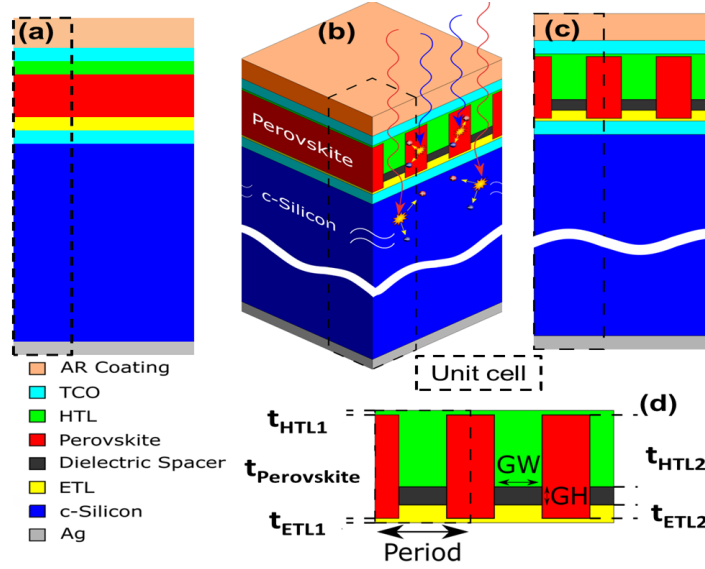 (a)
(b)
(c)
Perovskite
c-Silicon
Unit cell
AR Coating
TCO
HTL
Perovskite
Dielectric Spacer
ETL
c-Silicon
Ag
(d)
tHTL1
tPerovskite
tETL1
GW
GH
tHTL2
tETL2
Period